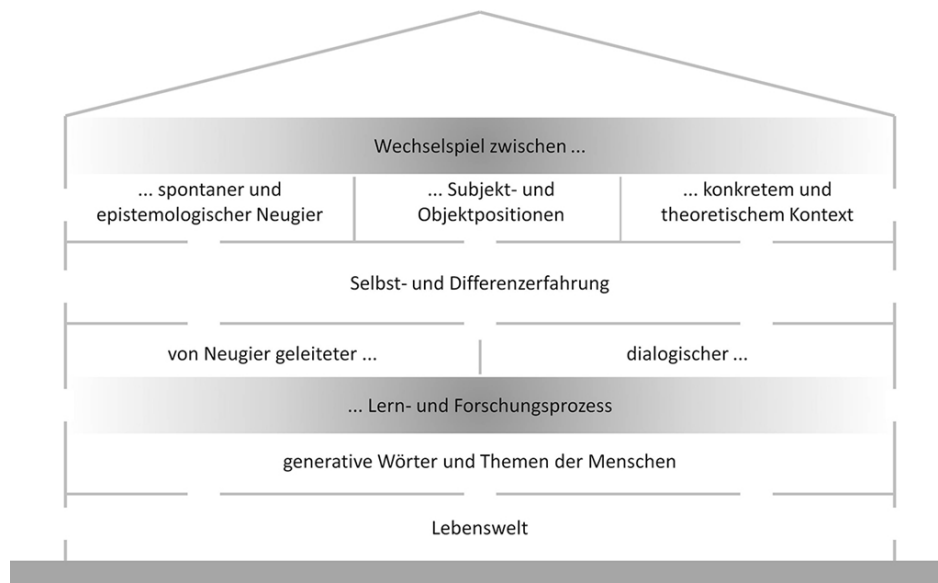 Wechselspiel zwischen ...
... spontaner und
epistemologischer Neugier
... Subjekt- und
Objektpositionen
... konkretem und
theoretischem Kontext
Selbst- und Differenzerfahrung
von Neugier geleiteter ...
dialogischer ...
... Lern- und Forschungsprozess
generative Wörter und Themen der Menschen
Lebenswelt